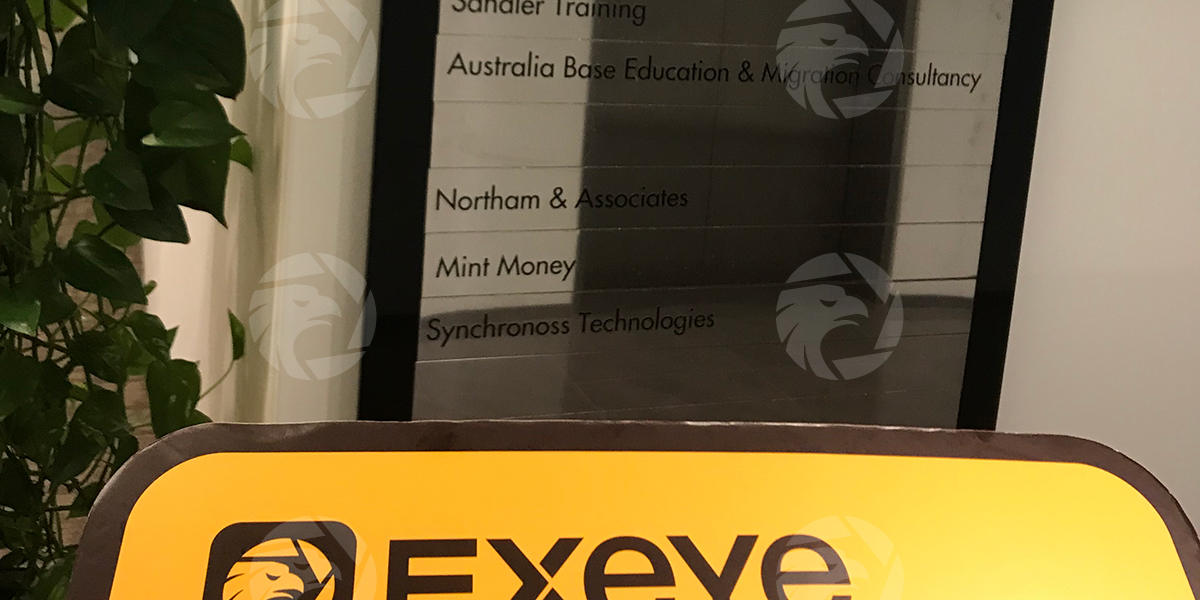 Sandler Training
Australia Base Education & Migration Consultancy
Northam & Associates
Mint Money
Synchronoss Technologies
Exeye